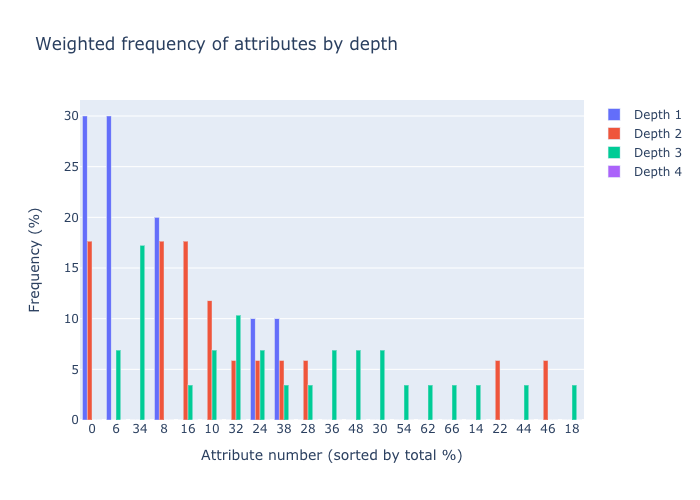 Weighted frequency of attributes by depth
Frequency (%)
30
25
20
15
10
5
0
0 6 34 8 16 10 32 24 38 28 36 48 30 54 62 66 14 22 44 46 18
Attribute number (sorted by total %)
Depth 1
Depth 2
Depth 3
Depth 4